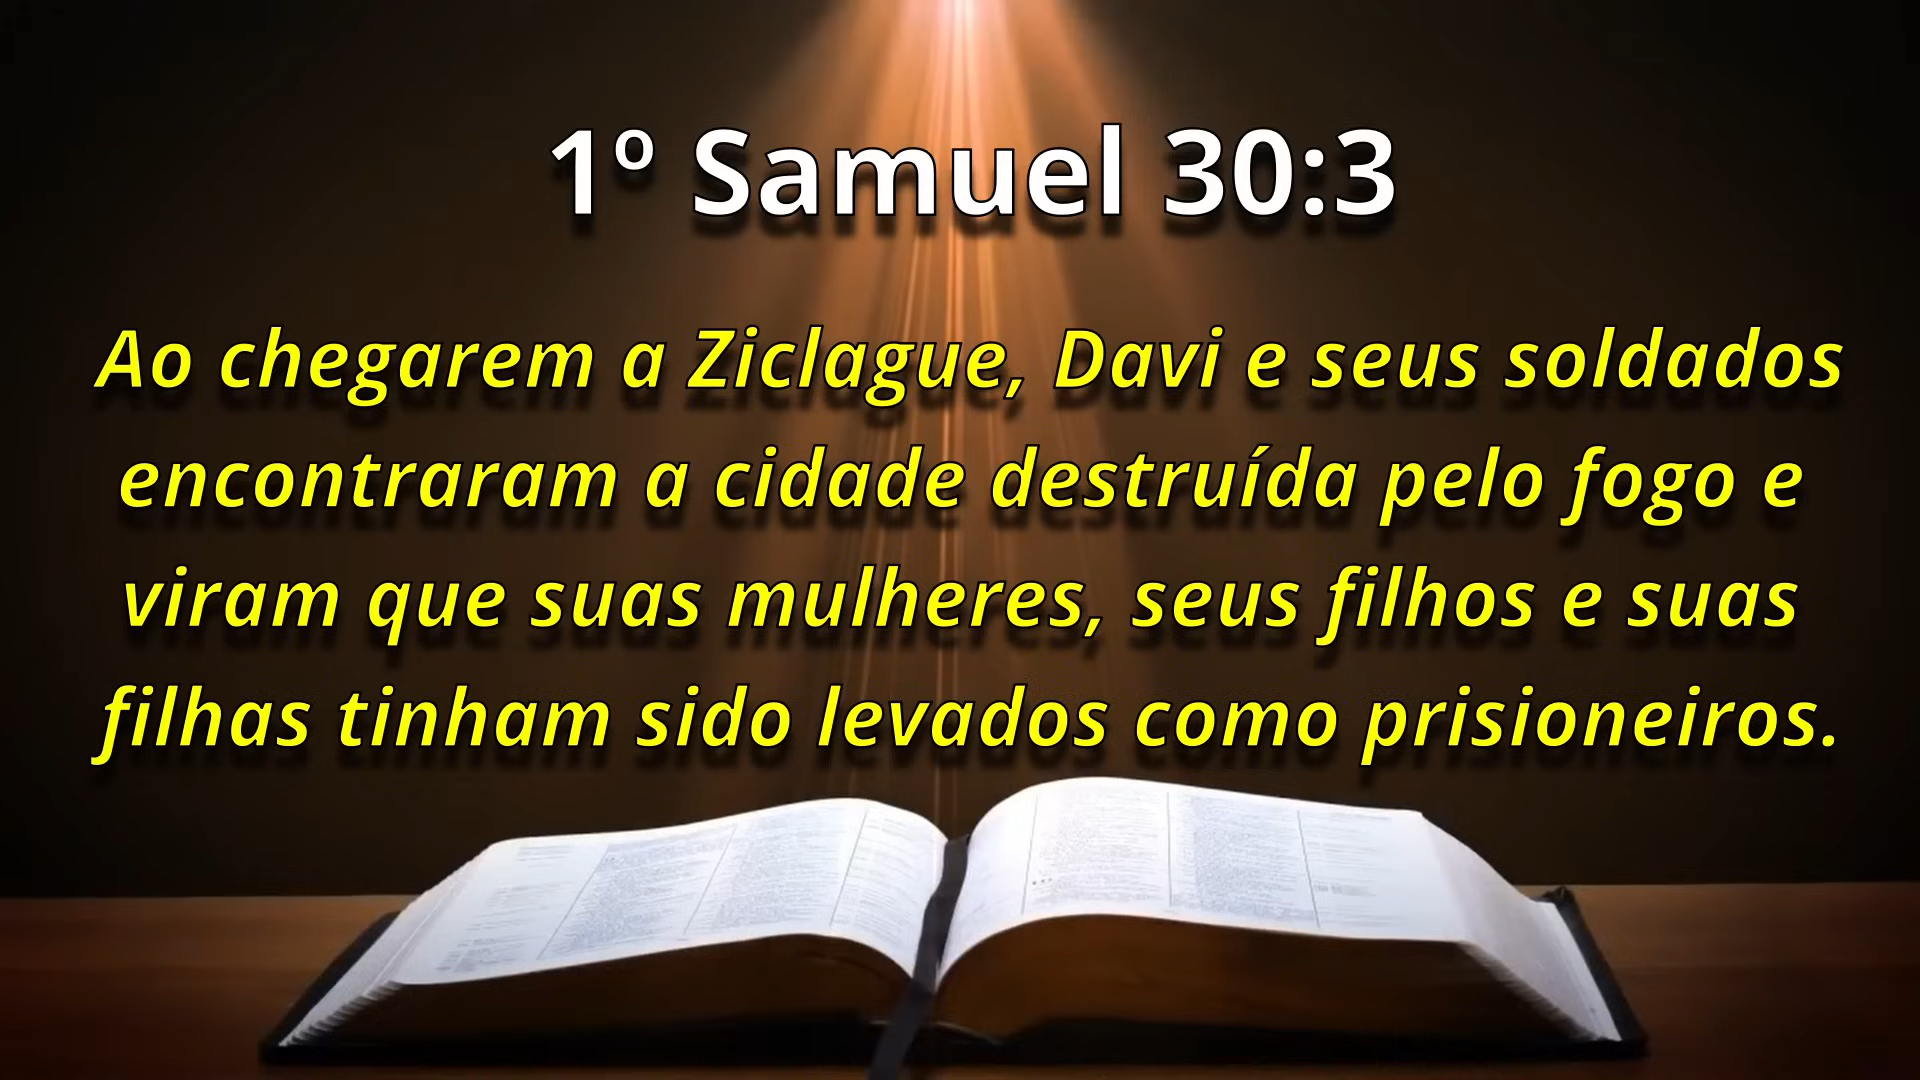 1º Samuel 30:3
Ao chegarem a Ziclague, Davi e seus soldados
encontraram a cidade destruída pelo fogo e
viram que suas mulheres, seus filhos e suas
filhas tinham sido levados como prisioneiros.